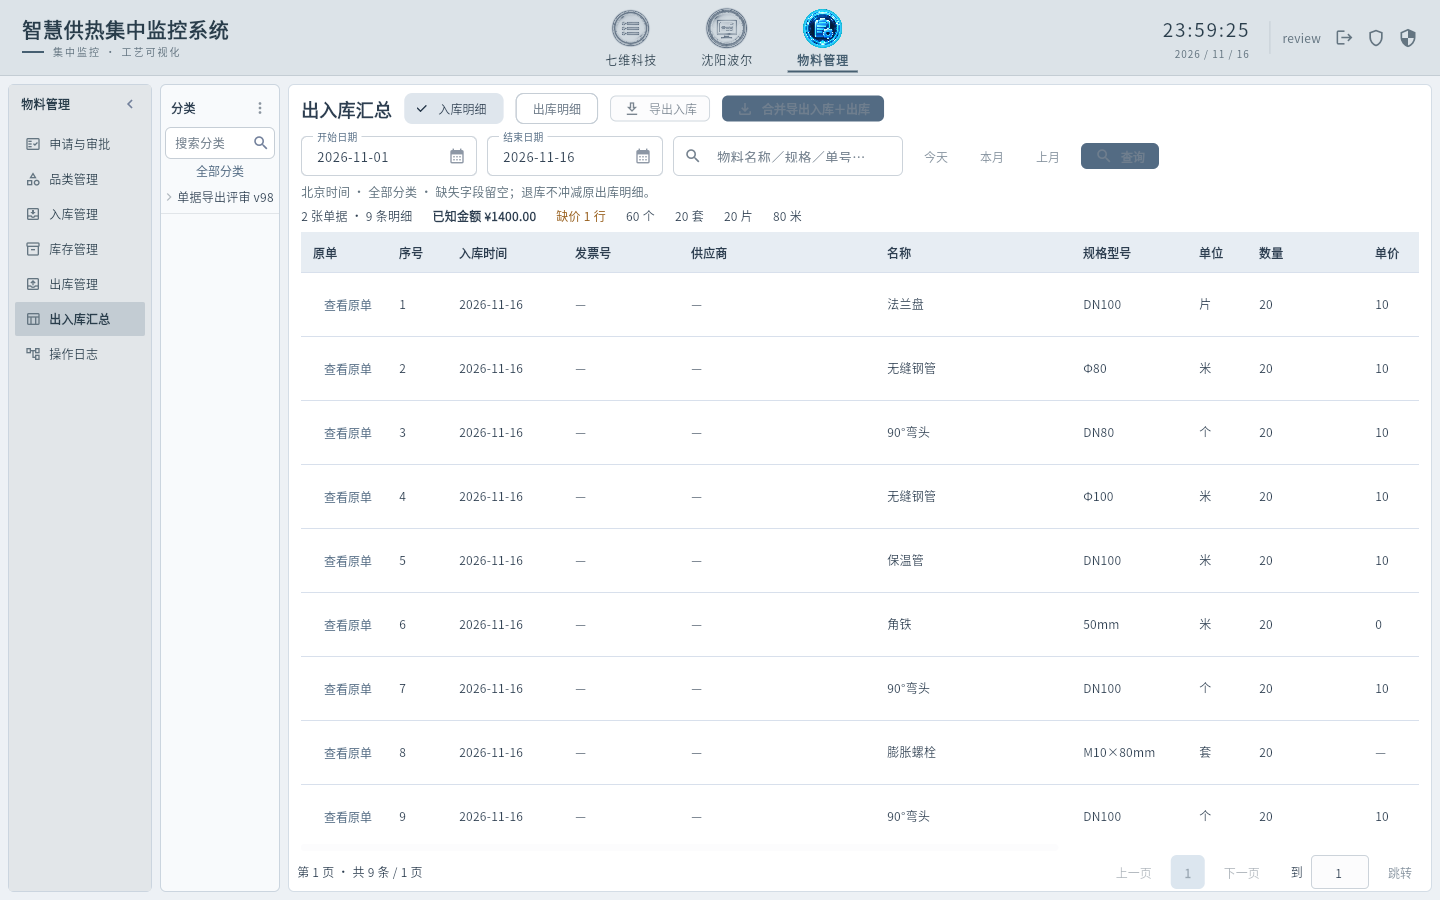 智慧供热集中监控系统
集中监控 · 工艺可视化
七维科技
沈阳波尔
物料管理
23:59:25
2026 / 11 / 16
review
物料管理
申请与审批
品类管理
入库管理
库存管理
出库管理
出入库汇总
操作日志
分类
搜索分类
全部分类
单据导出评审 v98
出入库汇总
入库明细
出库明细
导出入库
合并导出入库＋出库
开始日期
2026-11-01
结束日期
2026-11-16
物料名称／规格／单号…
今天
本月
上月
查询
北京时间 · 全部分类 · 缺失字段留空；退库不冲减原出库明细。
2 张单据 · 9 条明细 已知金额 ¥1400.00 缺价 1 行 60 个 20 套 20 片 80 米
原单 序号 入库时间 发票号 供应商 名称 规格型号 单位 数量 单价
查看原单 1 2026-11-16 — — 法兰盘 DN100 片 20 10
查看原单 2 2026-11-16 — — 无缝钢管 Φ80 米 20 10
查看原单 3 2026-11-16 — — 90°弯头 DN80 个 20 10
查看原单 4 2026-11-16 — — 无缝钢管 Φ100 米 20 10
查看原单 5 2026-11-16 — — 保温管 DN100 米 20 10
查看原单 6 2026-11-16 — — 角铁 50mm 米 20 0
查看原单 7 2026-11-16 — — 90°弯头 DN100 个 20 10
查看原单 8 2026-11-16 — — 膨胀螺栓 M10×80mm 套 20 —
查看原单 9 2026-11-16 — — 90°弯头 DN100 个 20 10
第 1 页 · 共 9 条 / 1 页
上一页 1 下一页 到 1 跳转